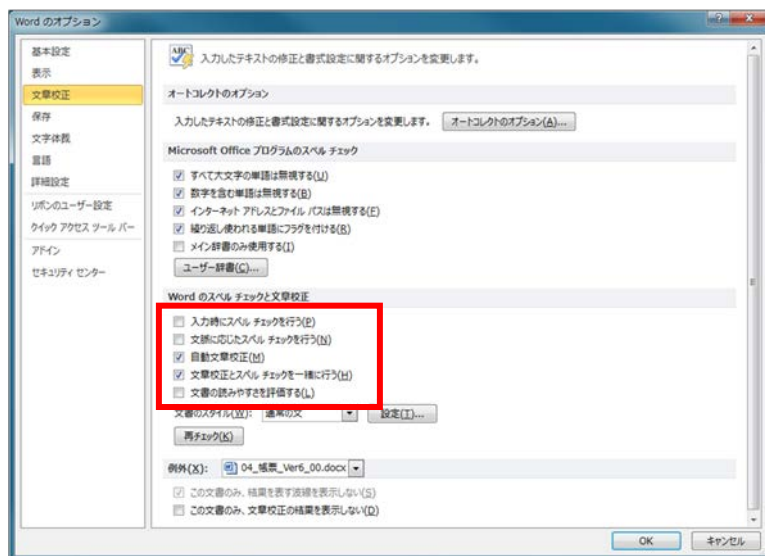 Word のオプション
基本設定
表示
文章校正
保存
文字体裁
言語
詳細設定
リボンのユーザー設定
クイック アクセス ツール バー
アドイン
セキュリティ センター
ABC
入力したテキストの修正と書式設定に関するオプションを変更します。
オートコレクトのオプション
入力したテキストの修正と書式設定に関するオプションを変更します。 オートコレクトのオプション(A)...
Microsoft Office プログラムのスペル チェック
すべて大文字の単語は無視する(U)
数字を含む単語は無視する(B)
インターネット アドレスとファイル パスは無視する(F)
繰り返し使われる単語にフラグを付ける(R)
メイン辞書のみ使用する(I)
ユーザー辞書(C)...
Word のスペル チェックと文章校正
入力時にスペル チェックを行う(P)
文脈に応じたスペル チェックを行う(N)
自動文章校正(M)
文章校正とスペル チェックを一緒に行う(H)
文書の読みやすさを評価する(L)
文書のスタイル(W): 通常の文 設定(T)...
再チェック(K)
例外(X): 04_帳票_Ver6_00.docx
この文書のみ、結果を表す波線を表示しない(S)
この文書のみ、文章校正の結果を表示しない(D)
OK キャンセル